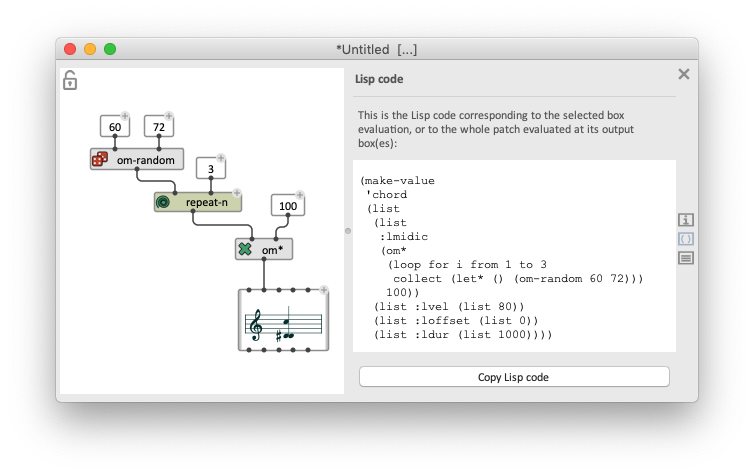 *Untitled [...]
60
72
om-random
3
repeat-n
100
om*
Lisp code
This is the Lisp code corresponding to the selected box
evaluation, or to the whole patch evaluated at its output
box(es):
(make-value
'chord
(list
(list
:lmidic
(om*
(loop for i from 1 to 3
collect (let* () (om-random 60 72)))
100))
(list :lvel (list 80))
(list :loffset (list 0))
(list :ldur (list 1000))))
Copy Lisp code